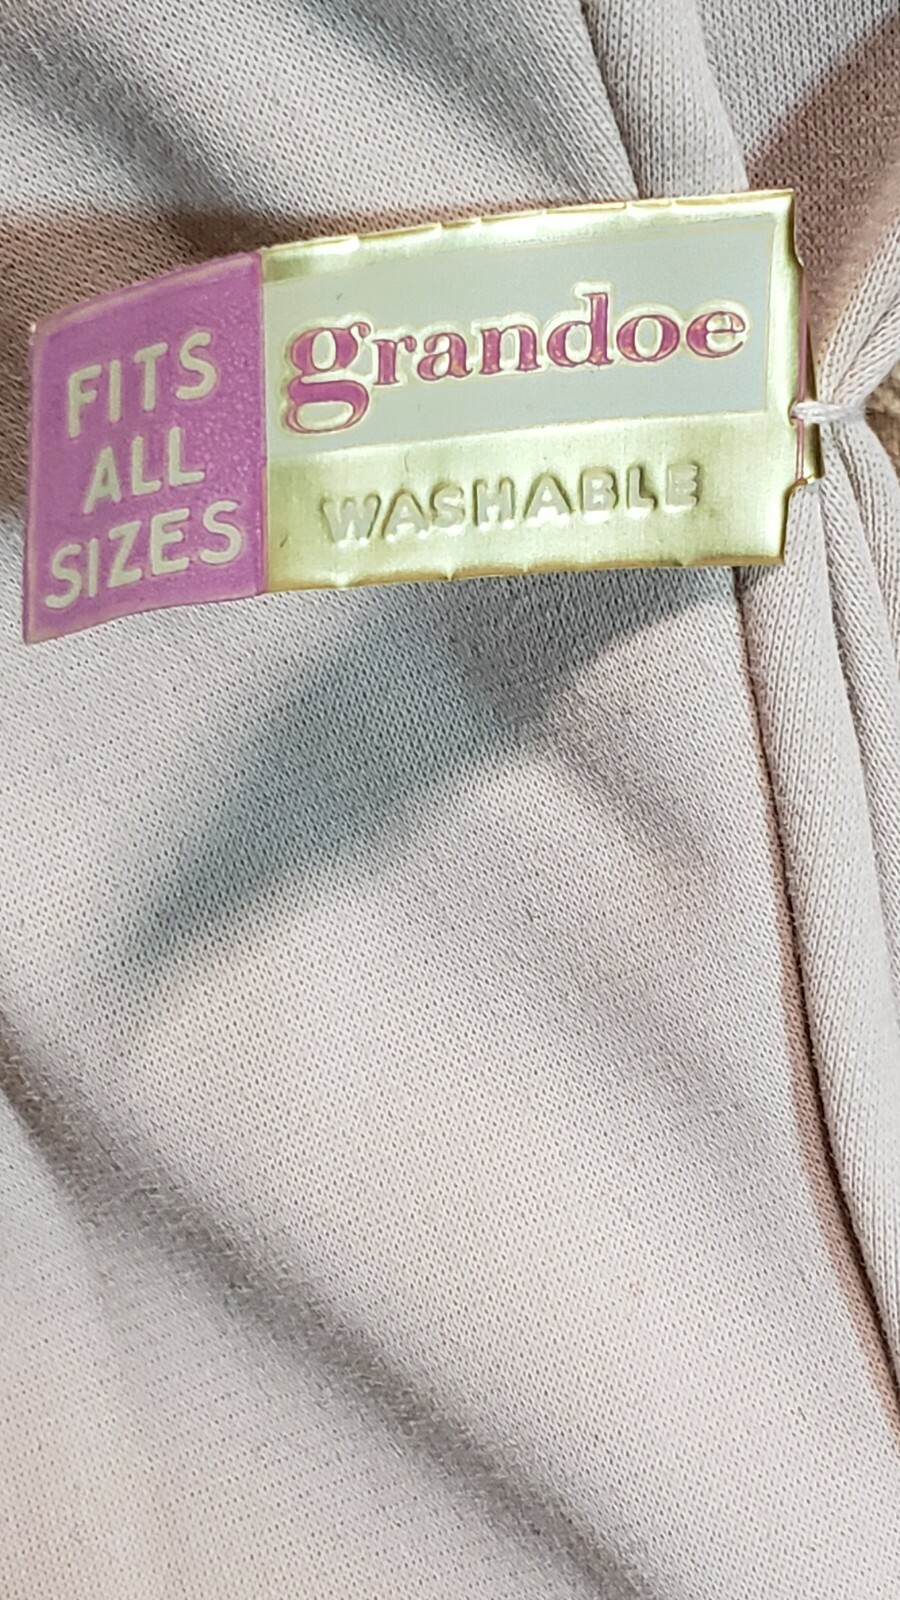 FITS
ALL
SIZES
grandoe
WASHABLE